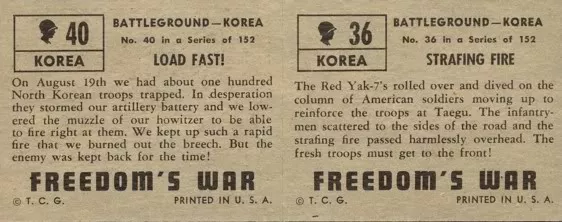 40
KOREA
BATTLEGROUND—KOREA
No. 40 in a Series of 152
LOAD FAST!
On August 19th we had about one hundred
North Korean troops trapped. In desperation
they stormed our artillery battery and we low-
ered the muzzle of our howitzer to be able
to fire right at them. We kept up such a rapid
fire that we burned out the breech. But the
enemy was kept back for the time!
FREEDOM'S WAR
© T. C. G.
PRINTED IN U. S. A.
36
KOREA
BATTLEGROUND—KOREA
No. 36 in a Series of 152
STRAFING FIRE
The Red Yak-7's rolled over and dived on the
column of American soldiers moving up to
reinforce the troops at Taegu. The infantry-
men scattered to the sides of the road and the
strafing fire passed harmlessly overhead. The
fresh troops must get to the front!
FREEDOM'S WAR
© T. C. G.
PRINTED IN U. S. A.